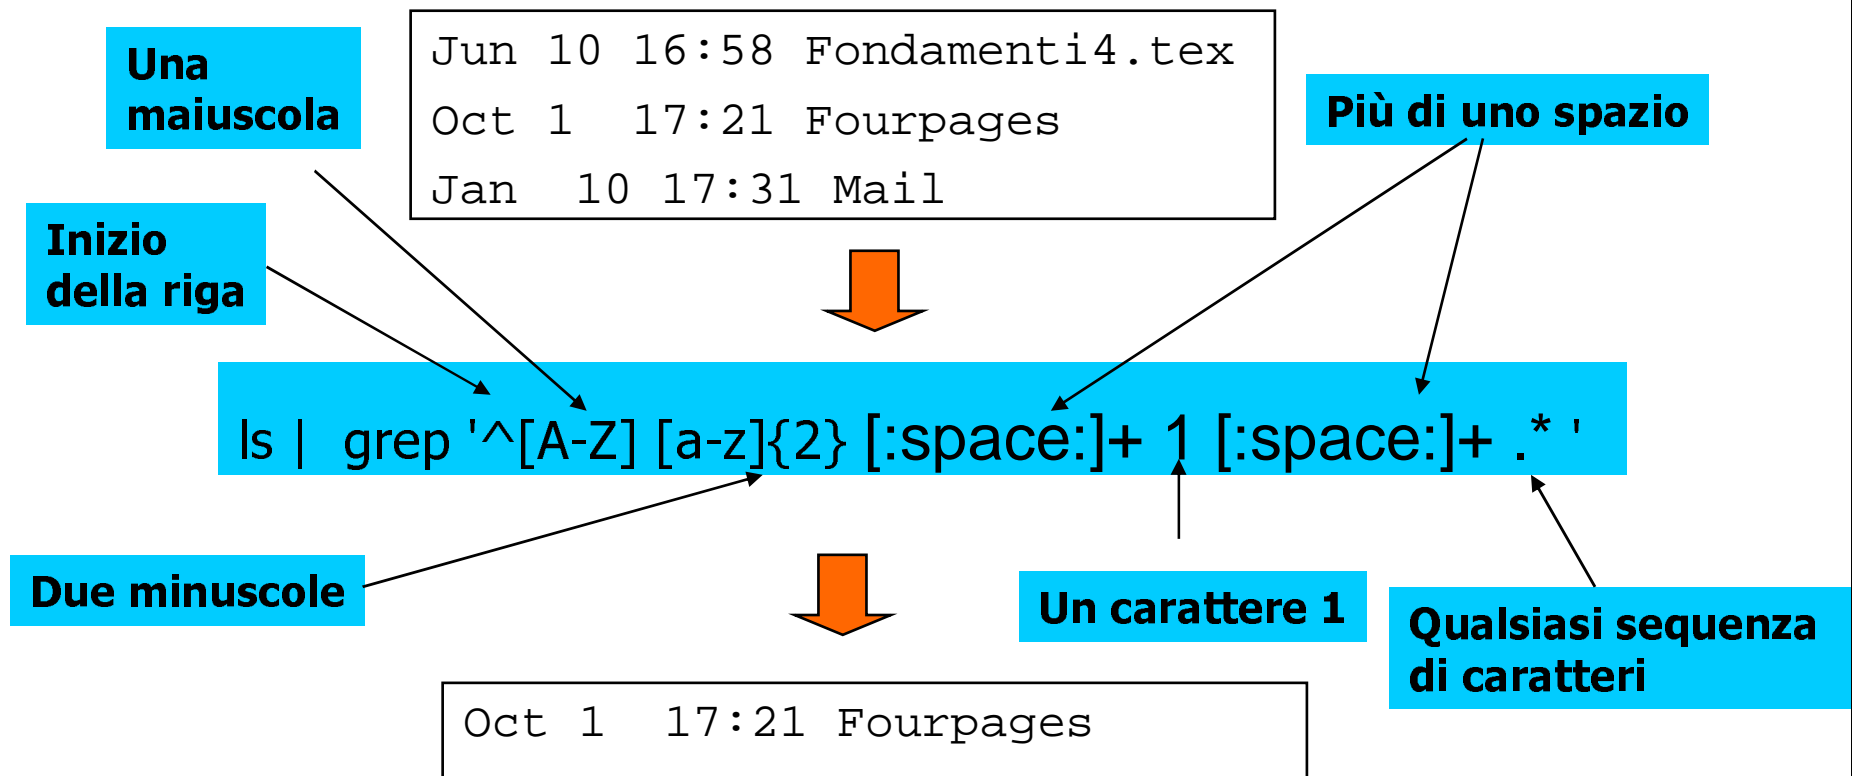 Una
maiuscola
Jun 10 16:58 Fondamenti4.tex
Oct 1  17:21 Fourpages
Jan  10 17:31 Mail
Più di uno spazio
Inizio
della riga
ls |  grep '^[A-Z] [a-z]{2} [:space:]+ 1 [:space:]+ .* '
Due minuscole
Un carattere 1
Qualsiasi sequenza
di caratteri
Oct 1  17:21 Fourpages